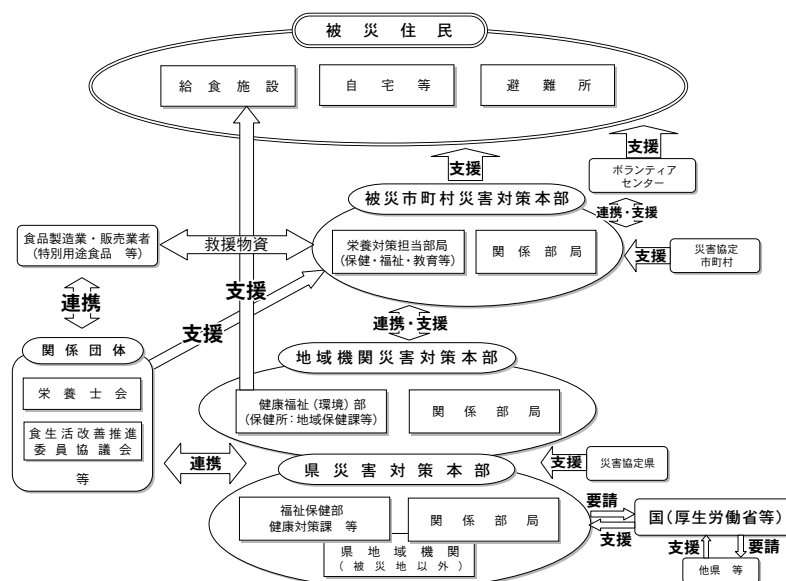 被災住民
給食施設
自宅等
避難所
支援
支援
ボランティア
センター
被災市町村災害対策本部
連携・支援
食品製造業・販売業者
(特別用途食品 等)
救援物資
栄養対策担当部局
(保健・福祉・教育等)
関係部局
支援
災害協定
市町村
連携
支援
支援
連携・支援
関係団体
栄養士会
食生活改善推進
委員協議会
等
地域機関災害対策本部
健康福祉(環境)部
(保健所:地域保健課等)
関係部局
連携
支援
災害協定県
県災害対策本部
福祉保健部
健康対策課 等
関係部局
県地域機関
(被災地以外)
要請
支援
国(厚生労働省等)
支援
要請
他県 等